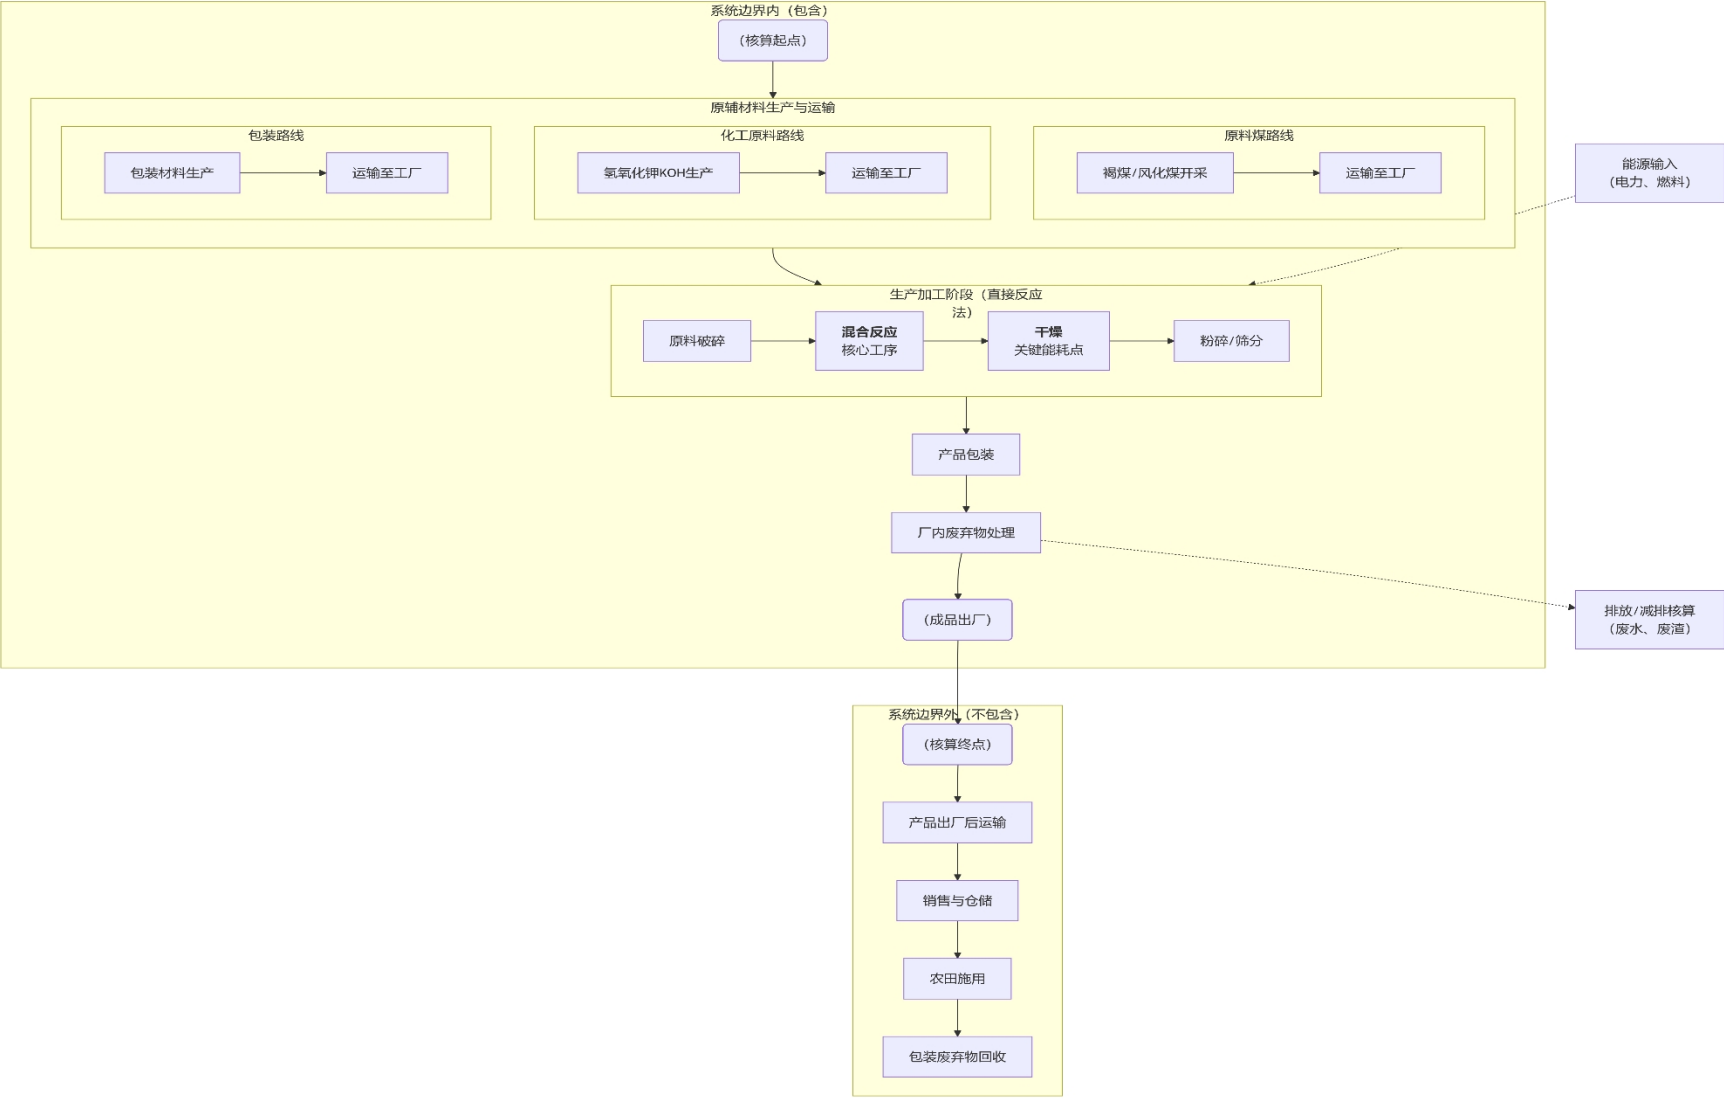 系统边界内（包含）
（核算起点）
原辅材料生产与运输
包装路线
包装材料生产
运输至工厂
化工原料路线
氢氧化钾KOH生产
运输至工厂
原料煤路线
褐煤/风化煤开采
运输至工厂
能源输入
（电力、燃料）
生产加工阶段（直接反应
法）
原料破碎
混合反应
核心工序
干燥
关键能耗点
粉碎/筛分
产品包装
厂内废弃物处理
（成品出厂）
排放/减排核算
（废水、废渣）
系统边界外（不包含）
（核算终点）
产品出厂后运输
销售与仓储
农田施用
包装废弃物回收